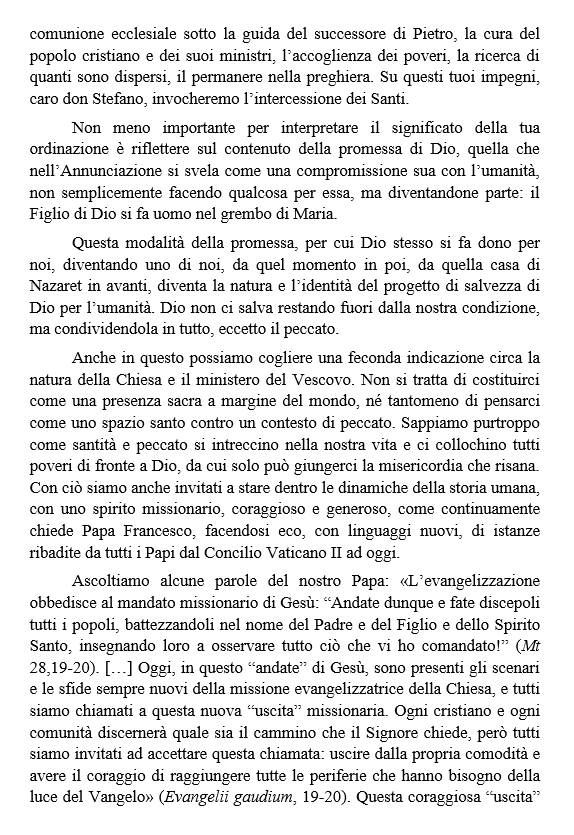 comunione ecclesiale sotto la guida del successore di Pietro, la cura del
popolo cristiano e dei suoi ministri, l’accoglienza dei poveri, la ricerca di
quanti sono dispersi, il permanere nella preghiera. Su questi tuoi impegni,
caro don Stefano, invocheremo l’intercessione dei Santi.
Non meno importante per interpretare il significato della tua
ordinazione è riflettere sul contenuto della promessa di Dio, quella che
nell’Annunciazione si svela come una compromissione sua con l’umanità,
non semplicemente facendo qualcosa per essa, ma diventandone parte: il
Figlio di Dio si fa uomo nel grembo di Maria.
Questa modalità della promessa, per cui Dio stesso si fa dono per
noi, diventando uno di noi, da quel momento in poi, da quella casa di
Nazaret in avanti, diventa la natura e l’identità del progetto di salvezza di
Dio per l’umanità. Dio non ci salva restando fuori dalla nostra condizione,
ma condividendola in tutto, eccetto il peccato.
Anche in questo possiamo cogliere una feconda indicazione circa la
natura della Chiesa e il ministero del Vescovo. Non si tratta di costituirci
come una presenza sacra a margine del mondo, né tantomeno di pensarci
come uno spazio santo contro un contesto di peccato. Sappiamo purtroppo
come santità e peccato si intreccino nella nostra vita e ci collochino tutti
poveri di fronte a Dio, da cui solo può giungerci la misericordia che risana.
Con ciò siamo anche invitati a stare dentro le dinamiche della storia umana,
con uno spirito missionario, coraggioso e generoso, come continuamente
chiede Papa Francesco, facendosi eco, con linguaggi nuovi, di istanze
ribadite da tutti i Papi dal Concilio Vaticano II ad oggi.
Ascoltiamo alcune parole del nostro Papa: «L’evangelizzazione
obbedisce al mandato missionario di Gesù: “Andate dunque e fate discepoli
tutti i popoli, battezzandoli nel nome del Padre e del Figlio e dello Spirito
Santo, insegnando loro a osservare tutto ciò che vi ho comandato!” (Mt
28,19-20). […] Oggi, in questo “andate” di Gesù, sono presenti gli scenari
e le sfide sempre nuovi della missione evangelizzatrice della Chiesa, e tutti
siamo chiamati a questa nuova “uscita” missionaria. Ogni cristiano e ogni
comunità discernerà quale sia il cammino che il Signore chiede, però tutti
siamo invitati ad accettare questa chiamata: uscire dalla propria comodità e
avere il coraggio di raggiungere tutte le periferie che hanno bisogno della
luce del Vangelo» (Evangelii gaudium, 19-20). Questa coraggiosa “uscita”